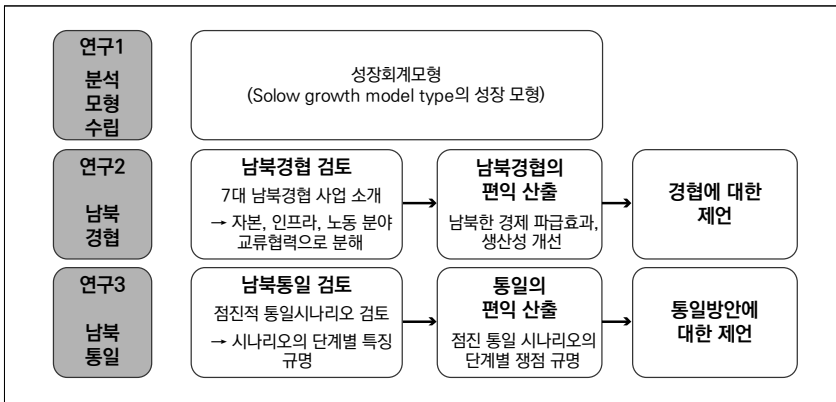 연구1
분석
모형
수립
성장회계모형
(Solow growth model type의 성장 모형)
연구2
남북
경협
남북경협 검토
7대 남북경협 사업 소개
→ 자본, 인프라, 노동 분야
교류협력으로 분해
남북경협의
편익 산출
남북한 경제 파급효과,
생산성 개선
경협에 대한
제언
연구3
남북
통일
남북통일 검토
점진적 통일시나리오 검토
→ 시나리오의 단계별 특징
규명
통일의
편익 산출
점진 통일 시나리오의
단계별 쟁점 규명
통일방안에
대한 제언